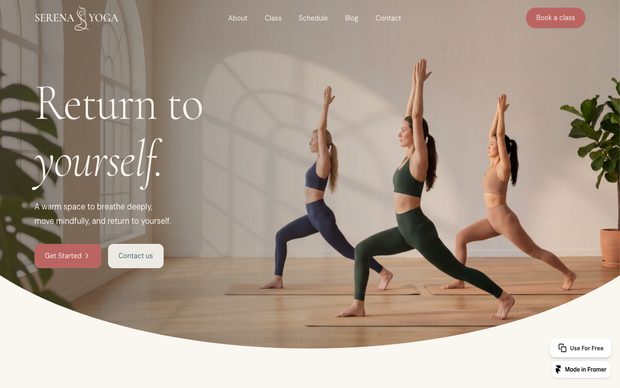 SERENA YOGA
About
Class
Schedule
Blog
Contact
Book a class
Return to
yourself.
A warm space to breathe deeply,
move mindfully, and return to yourself.
Get Started
Contact us
Use For Free
Made in Framer